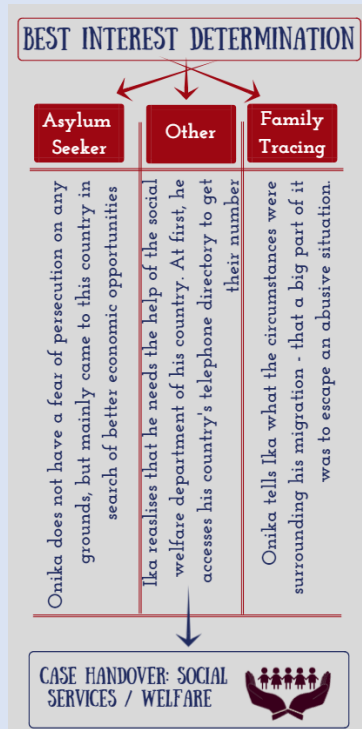 BEST INTEREST DETERMINATION
Asylum
Seeker
Other
Family
Tracing
Onika does not have a fear of persecution on any
grounds, but mainly came to this country in
search of better economic opportunities
Ika reaslises that he needs the help of the social
welfare department of his country. At first, he
accesses his country's telephone directory to get
their number
Onika tells Ika what the circumstances were
surrounding his migration - that a big part of it
was to escape an abusive situation.
CASE HANDOVER: SOCIAL
SERVICES / WELFARE